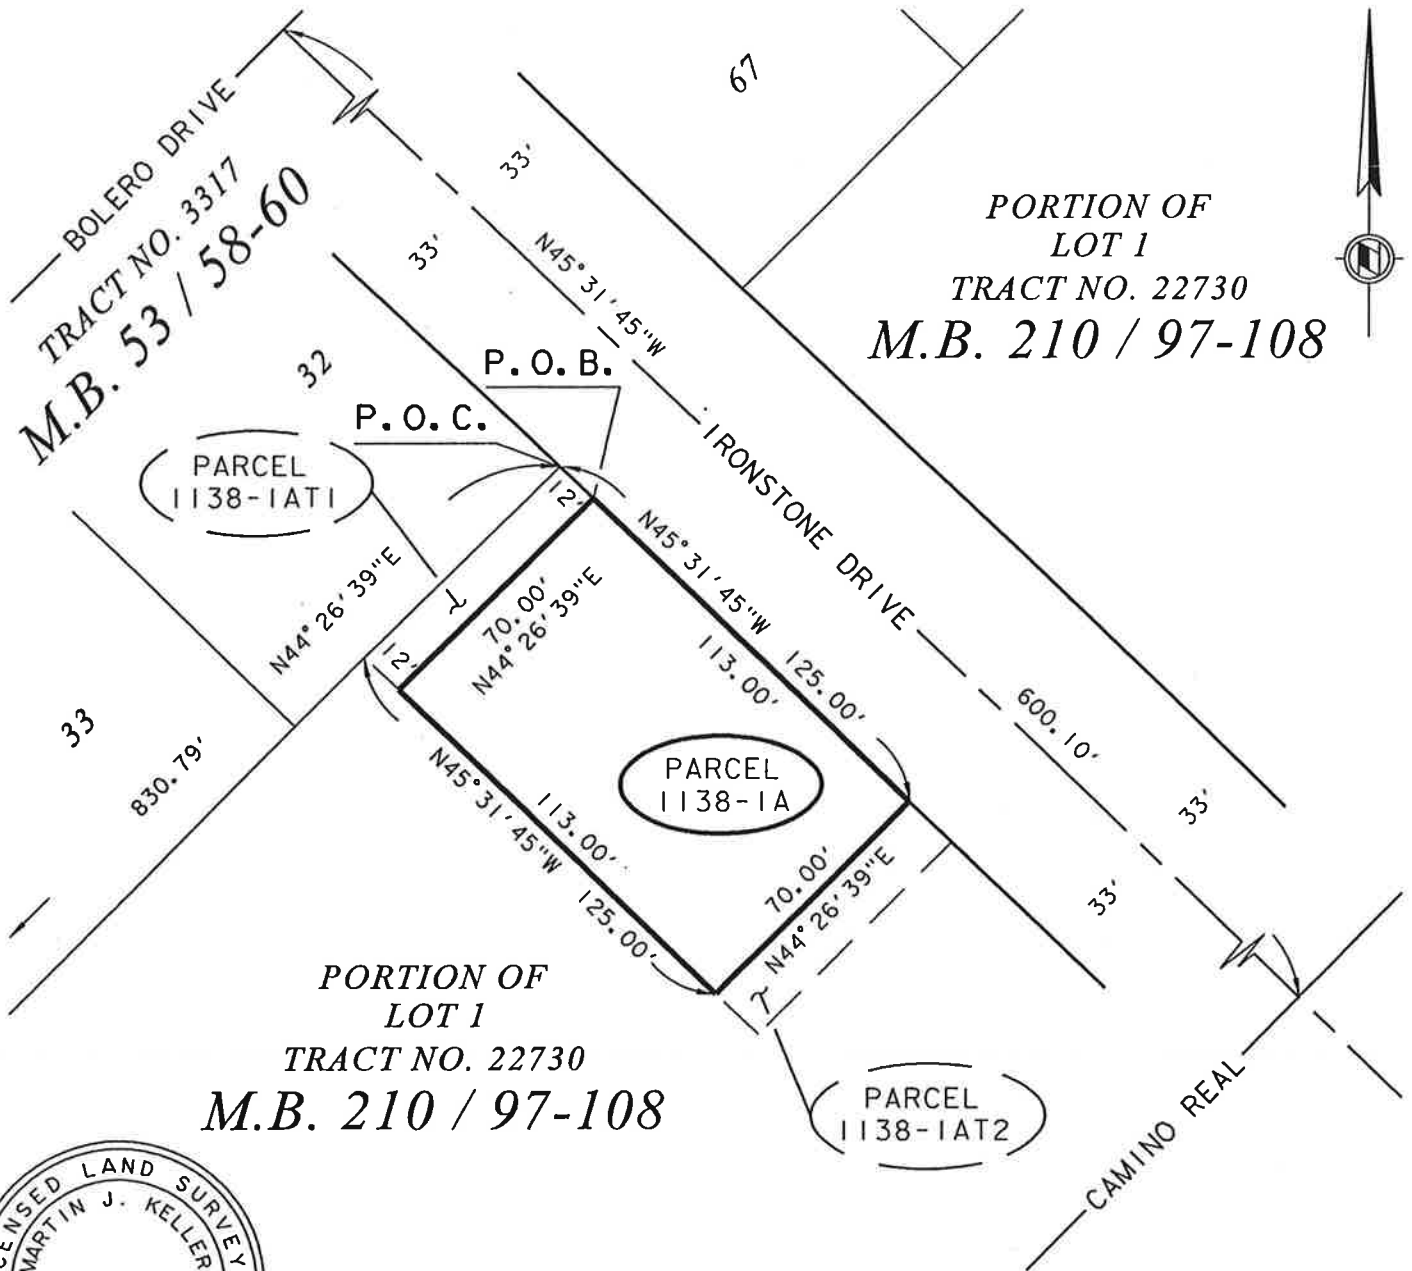 67
BOLERO DRIVE
TRACT NO. 3317
M.B. 53 / 58-60
33'
33'
N45°31'45"W
PORTION OF
LOT 1
TRACT NO. 22730
M.B. 210 / 97-108
32
P.O.B.
P.O.C.
PARCEL
1138-1AT1
12'
IRONSTONE DRIVE
N45°31'45"W
N44°26'39"E
70.00'
N44°26'39"E
12'
113.00'
125.00'
33
830.79'
600.10'
PARCEL
1138-1A
N45°31'45"W
113.00'
125.00'
70.00'
N44°26'39"E
33'
33'
PORTION OF
LOT 1
TRACT NO. 22730
M.B. 210 / 97-108
PARCEL
1138-1AT2
CAMINO REAL
CENSED LAND SURVEY
MARTIN J. KELLER